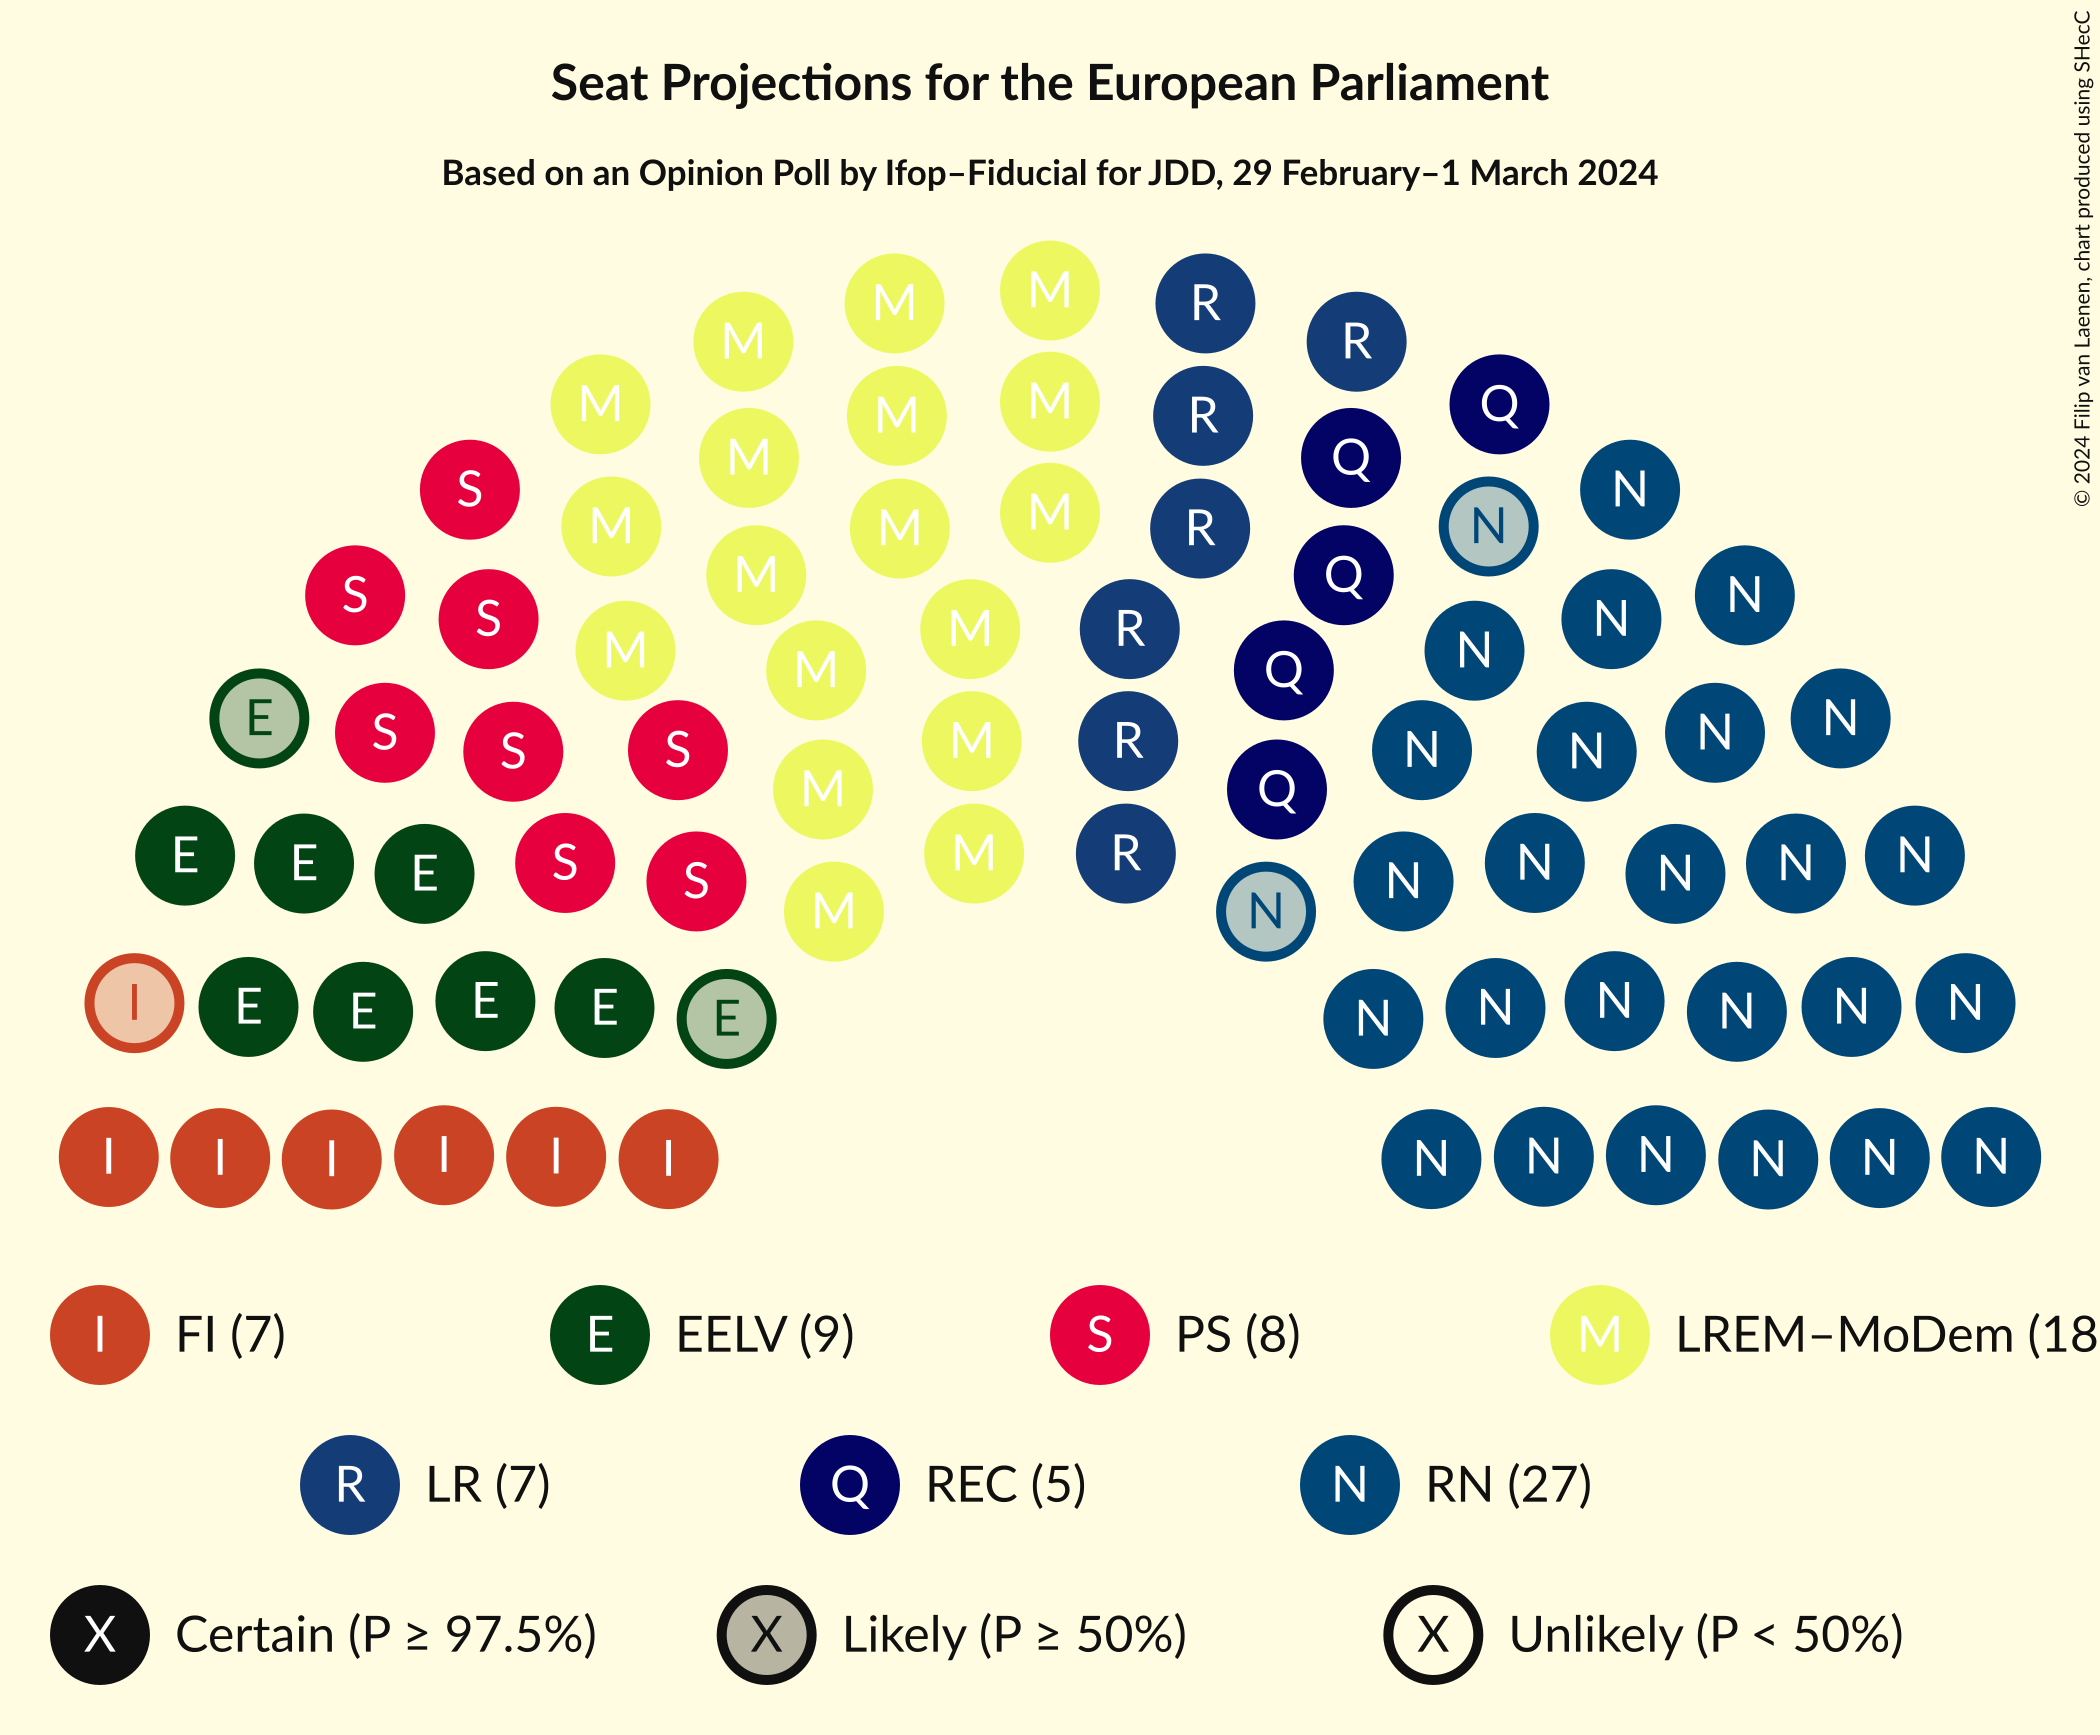 Seat Projections for the European Parliament
Based on an Opinion Poll by Ifop–Fiducial for JDD, 29 February–1 March 2024
© 2024 Filip van Laenen, chart produced using SHecC
M M M R R
M M M R Q
S M M M R Q N N
S S M M M R Q N N N
E S S S M M R Q N N N N
E E E S S M M R Q N N N N N
I E E E E E M N N N N N N N
I I I I I I N N N N N N
I FI (7) E EELV (9) S PS (8) M LREM–MoDem (18
R LR (7) Q REC (5) N RN (27)
X Certain (P ≥ 97.5%) X Likely (P ≥ 50%) X Unlikely (P < 50%)